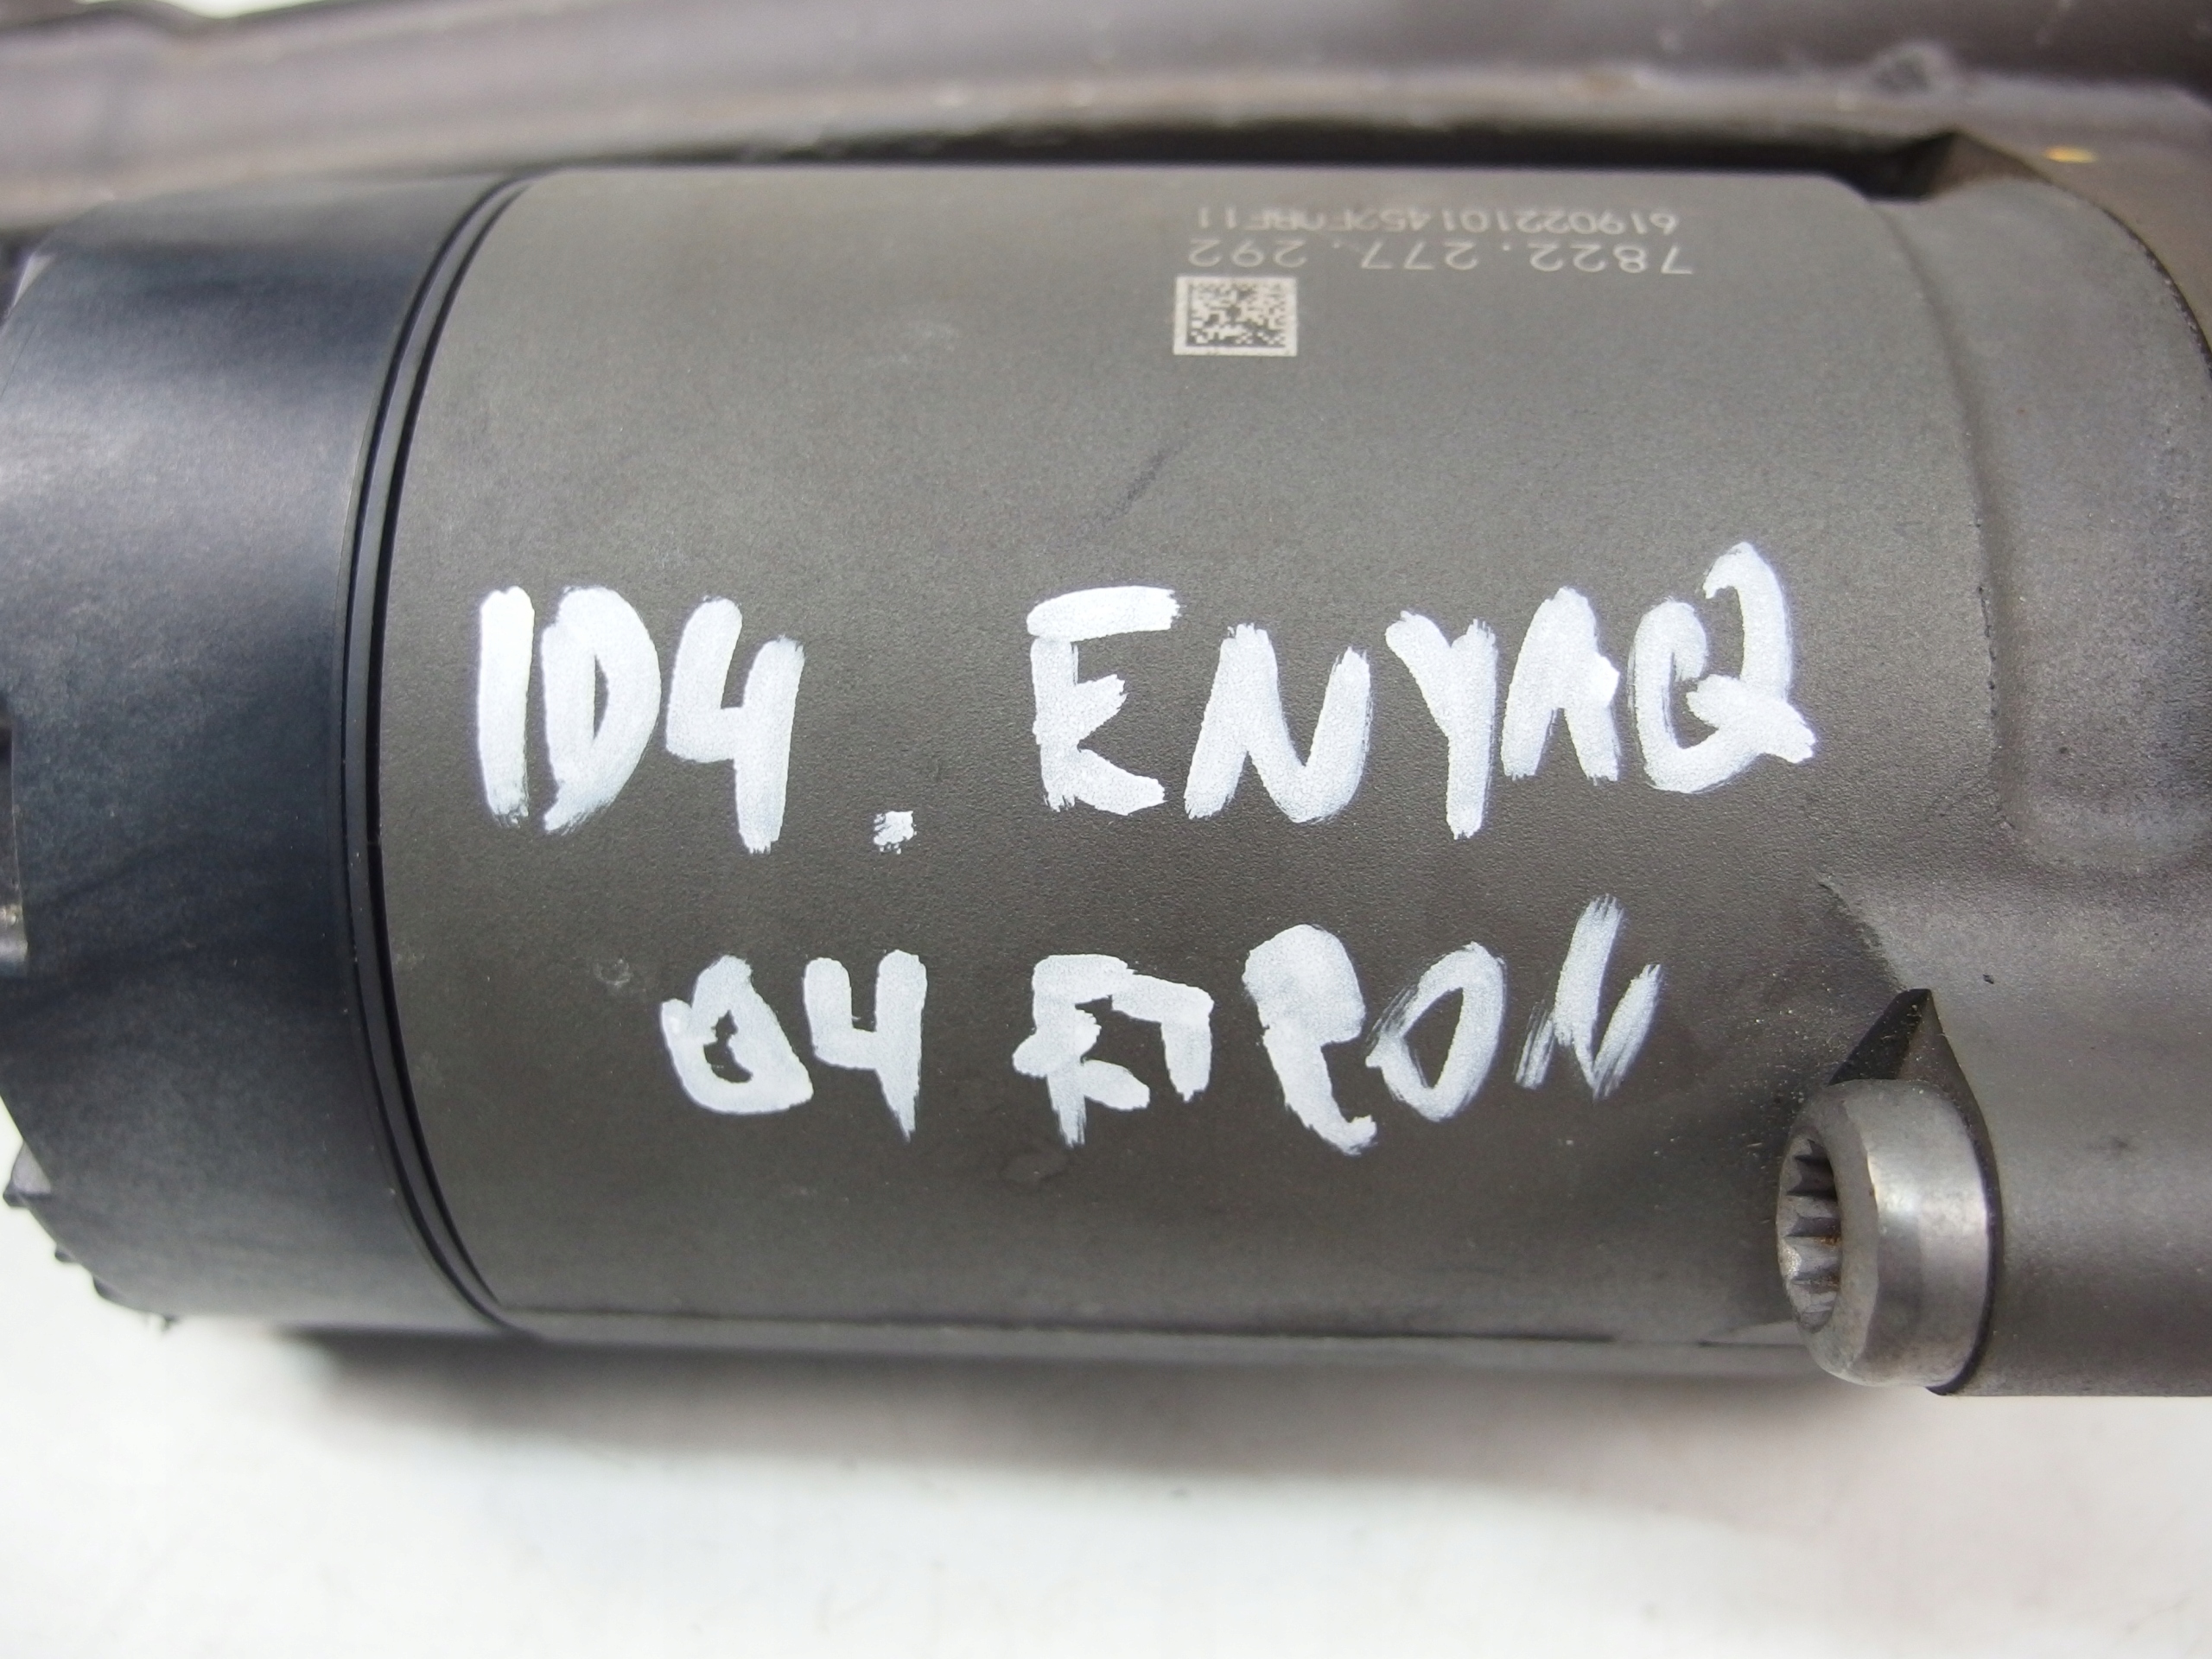 7822.277.292
ID4. ENYAQ
Q4 ETRON